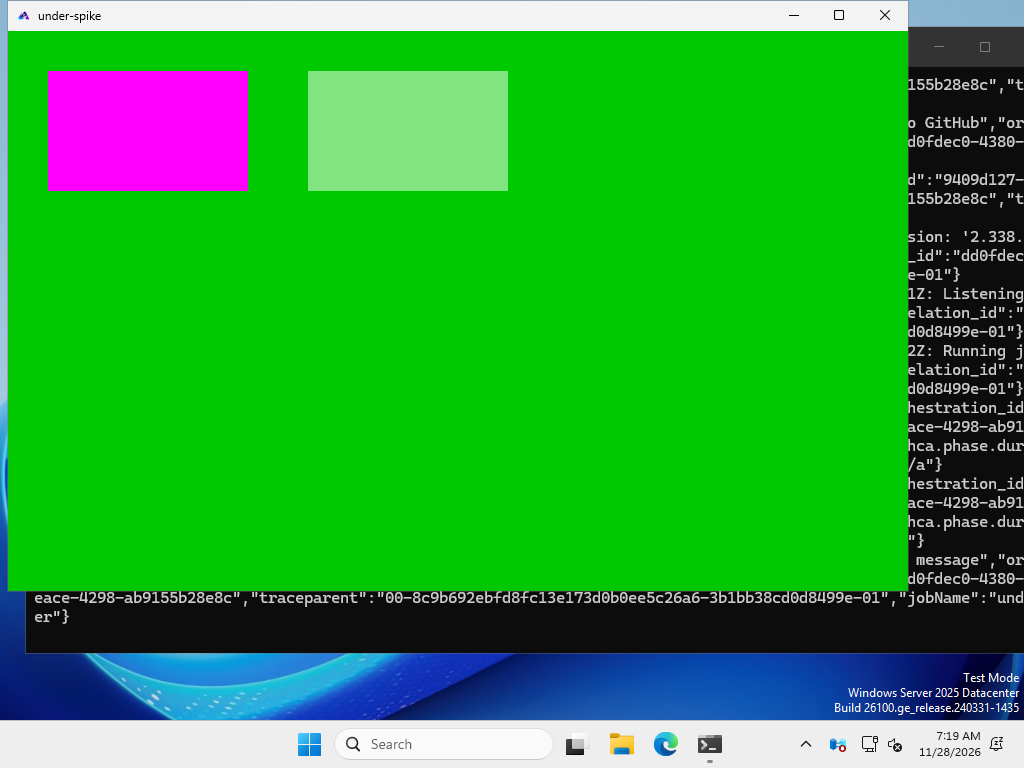 under-spike
155b28e8c","t
o GitHub","or
d0fdec0-4380-
d":"9409d127-
155b28e8c","t
sion: '2.338.
_id":"dd0fdec
e-01"}
1Z: Listening
elation_id":"
d0d8499e-01"}
2Z: Running j
elation_id":"
d0d8499e-01"}
hestration_id
ace-4298-ab91
hca.phase.dur
/a"}
hestration_id
ace-4298-ab91
hca.phase.dur
"}
message","or
d0fdec0-4380-
eace-4298-ab9155b28e8c","traceparent":"00-8c9b692ebfd8fc13e173d0b0ee5c26a6-3b1bb38cd0d8499e-01","jobName":"und
er"}
Test Mode
Windows Server 2025 Datacenter
Build 26100.ge_release.240331-1435
Search
7:19 AM
11/28/2026